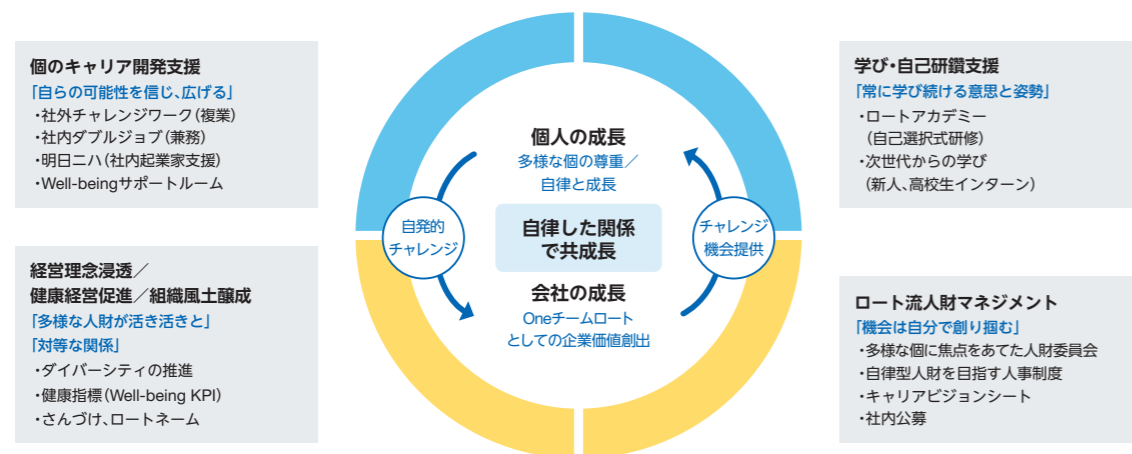 個のキャリア開発支援
「自らの可能性を信じ、広げる」
・社外チャレンジワーク（複業）
・社内ダブルジョブ（兼務）
・明日ニハ（社内起業家支援）
・Well-beingサポートルーム
経営理念浸透／
健康経営促進／組織風土醸成
「多様な人財が活き活きと」
「対等な関係」
・ダイバーシティの推進
・健康指標（Well-being KPI）
・さんづけ、ロートネーム
個人の成長
多様な個の尊重／
自律と成長
自発的
チャレンジ
自律した関係
で共成長
チャレンジ
機会提供
会社の成長
Oneチームロート
としての企業価値創出
学び・自己研鑽支援
「常に学び続ける意思と姿勢」
・ロートアカデミー
（自己選択式研修）
・次世代からの学び
（新人、高校生インターン）
ロート流人財マネジメント
「機会は自分で創り掴む」
・多様な個に焦点をあてた人財委員会
・自律型人財を目指す人事制度
・キャリアビジョンシート
・社内公募